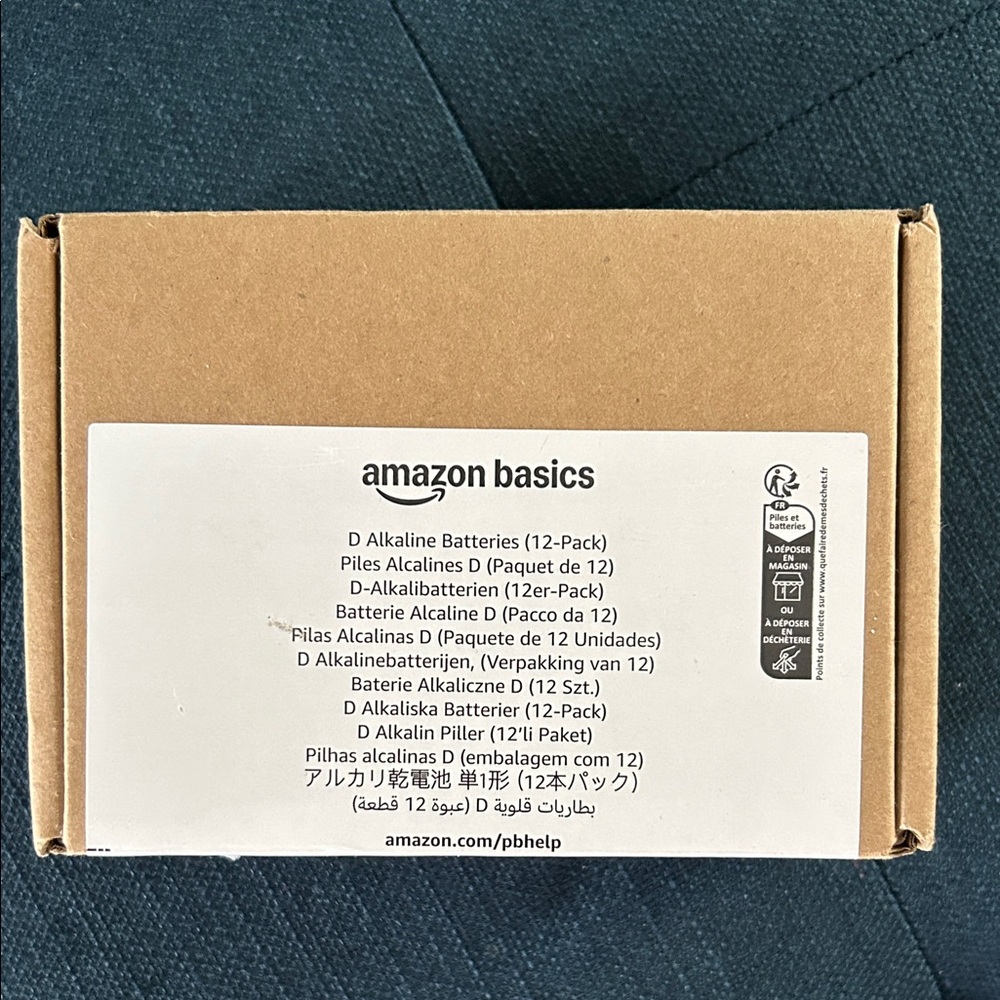 amazon basics
D Alkaline Batteries (12-Pack)
Piles Alcalines D (Paquet de 12)
D-Alkalibatterien (12er-Pack)
Batterie Alcaline D (Pacco da 12)
Pilas Alcalinas D (Paquete de 12 Unidades)
D Alkalinebatterijen, (Verpakking van 12)
Baterie Alkaliczne D (12 Szt.)
D Alkaliska Batterier (12-Pack)
D Alkalin Piller (12'li Paket)
Pilhas alcalinas D (embalagem com 12)
アルカリ乾電池 単1形 (12本パック)
بطاريات قلوية D (عبوة 12 قطعة)
amazon.com/pbhelp
FR
Piles et
batteries
À DÉPOSER
EN
MAGASIN
OU
À DÉPOSER
EN
DÉCHÈTERIE
Points de collecte sur www.quefairedemesdechets.fr